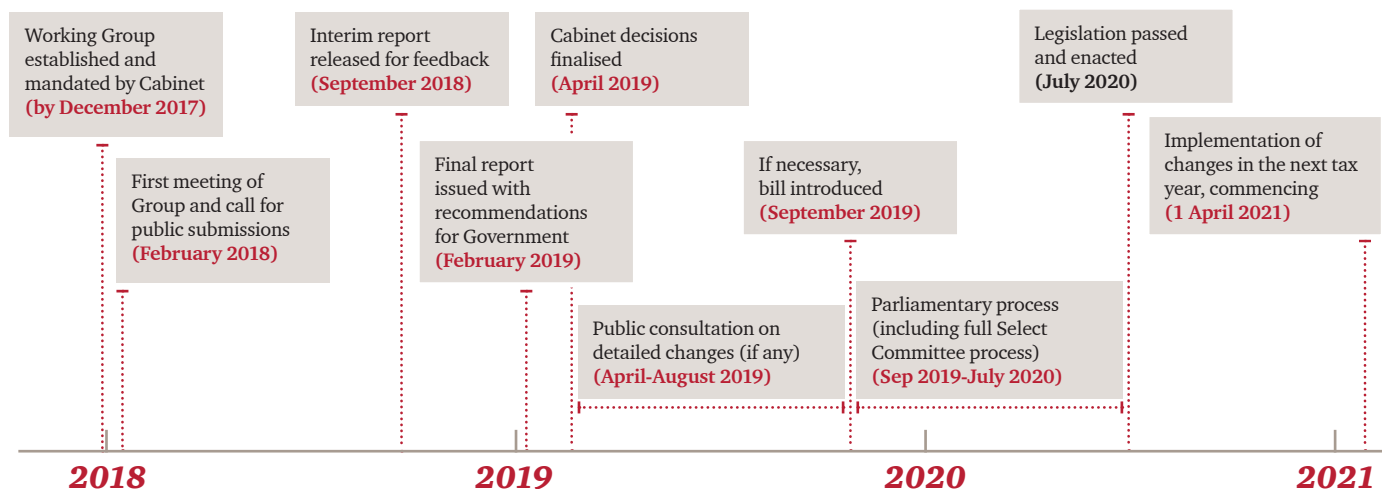 Working Group
established and
mandated by Cabinet
(by December 2017)
First meeting of
Group and call for
public submissions
(February 2018)
Interim report
released for feedback
(September 2018)
Final report
issued with
recommendations
for Government
(February 2019)
Cabinet decisions
finalised
(April 2019)
Public consultation on
detailed changes (if any)
(April-August 2019)
If necessary,
bill introduced
(September 2019)
Parliamentary process
(including full Select
Committee process)
(Sep 2019-July 2020)
Legislation passed
and enacted
(July 2020)
Implementation of
changes in the next tax
year, commencing
(1 April 2021)
2018
2019
2020
2021